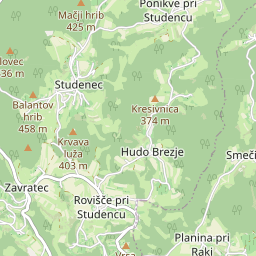 Mačji hrib
425 m
Ponikve pri
Studencu
436 m
Studenec
Balantov
hrib
458 m
Kresivnica
374 m
Krvava
luža
403 m
Hudo Brezje
Zavratec
Rovišče pri
Studencu
Planina pri
Raki